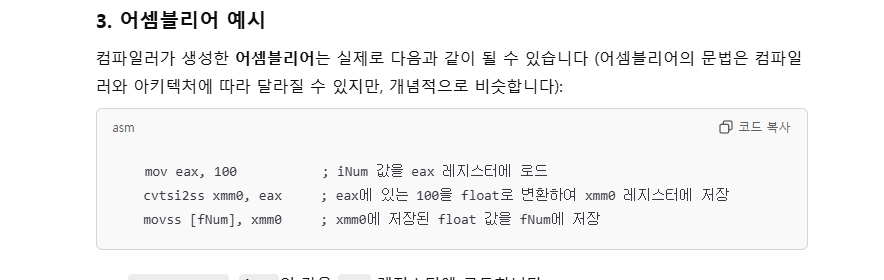 3. 어셈블리어 예시
컴파일러가 생성한 어셈블리어는 실제로 다음과 같이 될 수 있습니다 (어셈블리어의 문법은 컴파일
러와 아키텍처에 따라 달라질 수 있지만, 개념적으로 비슷합니다):
asm 코드 복사
mov eax, 100 ; iNum 값을 eax 레지스터에 로드
cvtsi2ss xmm0, eax ; eax에 있는 100을 float로 변환하여 xmm0 레지스터에 저장
movss [fNum], xmm0 ; xmm0에 저장된 float 값을 fNum에 저장